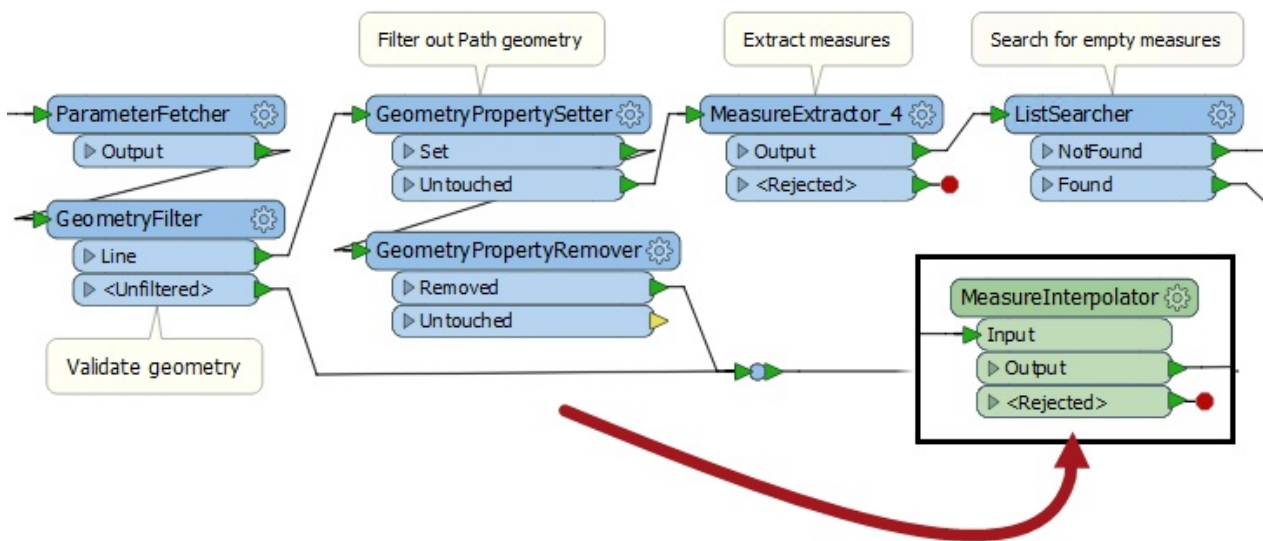 Filter out Path geometry
Extract measures
Search for empty measures
ParameterFetcher
Output
GeometryFilter
Line
<Unfiltered>
Validate geometry
GeometryPropertySetter
Set
Untouched
GeometryPropertyRemover
Removed
Untouched
MeasureExtractor_4
Output
<Rejected>
ListSearcher
NotFound
Found
MeasureInterpolator
Input
Output
<Rejected>